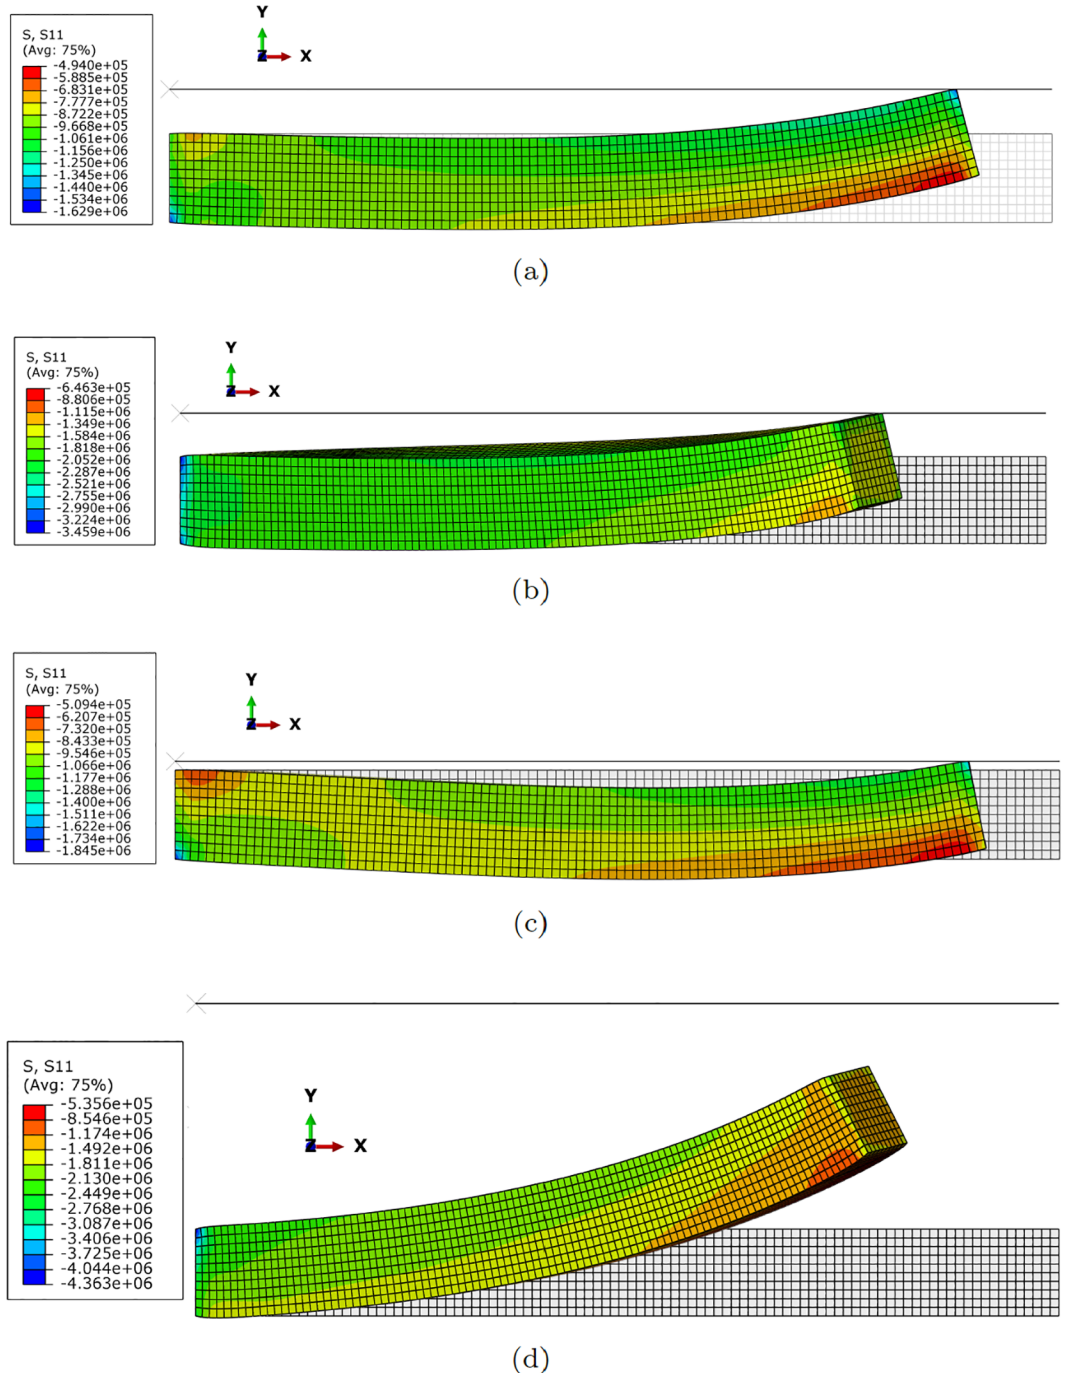 S, S11
(Avg: 75%)
-4.940e+05
-5.885e+05
-6.831e+05
-7.777e+05
-8.722e+05
-9.668e+05
-1.061e+06
-1.156e+06
-1.250e+06
-1.345e+06
-1.440e+06
-1.534e+06
-1.629e+06
Y
Z X
(a)
S, S11
(Avg: 75%)
-6.463e+05
-8.806e+05
-1.115e+06
-1.349e+06
-1.584e+06
-1.818e+06
-2.052e+06
-2.287e+06
-2.521e+06
-2.755e+06
-2.990e+06
-3.224e+06
-3.459e+06
Y
Z X
(b)
S, S11
(Avg: 75%)
-5.094e+05
-6.207e+05
-7.320e+05
-8.433e+05
-9.546e+05
-1.066e+06
-1.177e+06
-1.288e+06
-1.400e+06
-1.511e+06
-1.622e+06
-1.734e+06
-1.845e+06
Y
Z X
(c)
S, S11
(Avg: 75%)
-5.356e+05
-8.546e+05
-1.174e+06
-1.492e+06
-1.811e+06
-2.130e+06
-2.449e+06
-2.768e+06
-3.087e+06
-3.406e+06
-3.725e+06
-4.044e+06
-4.363e+06
Y
Z X
(d)